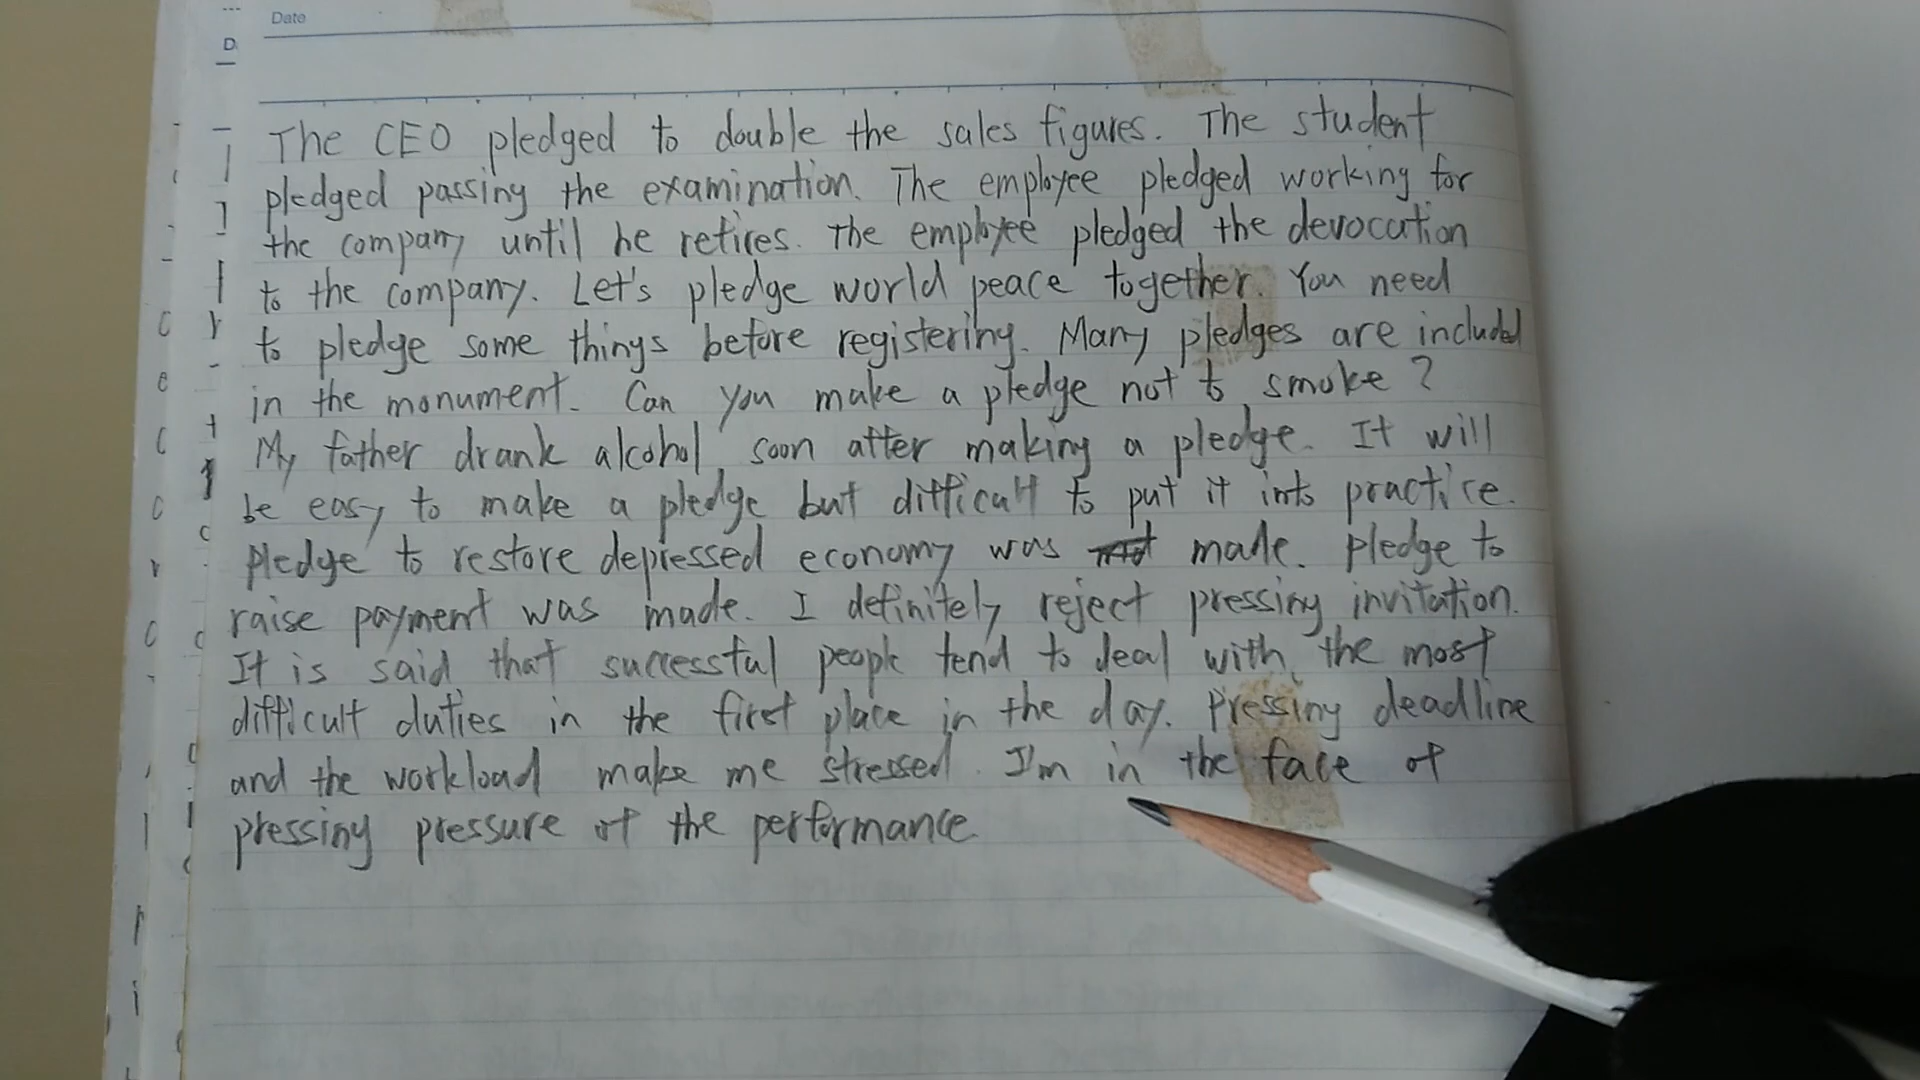 Date
D
The CEO pledged to double the sales figures. The student
pledged passing the examination. The employee pledged working for
the company until he retires. The employee pledged the devocation
to the company. Let's pledge world peace together. You need
to pledge some things before registering. Many pledges are included
in the monument. Can you make a pledge not to smoke?
My father drank alcohol soon after making a pledge. It will
be easy to make a pledge but difficult to put it into practice.
Pledge to restore depressed economy was made. Pledge to
raise payment was made. I definitely reject pressing invitation.
It is said that successful people tend to deal with the most
difficult duties in the first place in the day. Pressing deadline
and the workload make me stressed. I'm in the face of
pressing pressure of the performance.